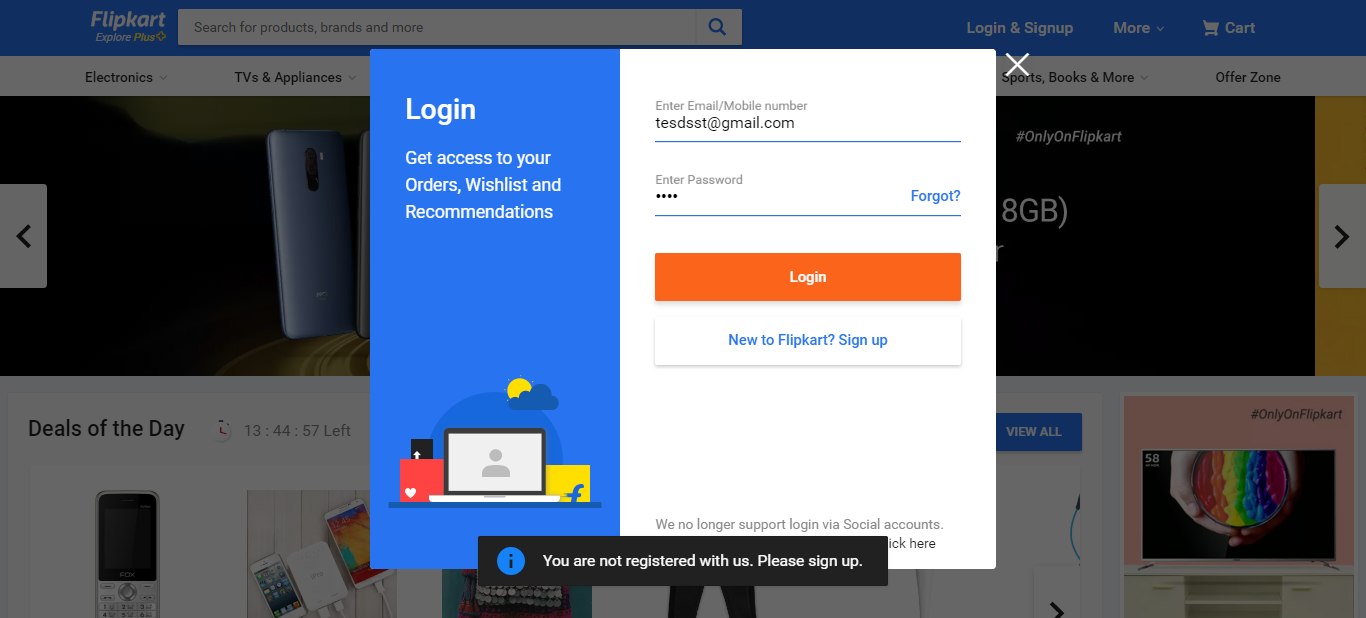 Flipkart
Explore Plus
Search for products, brands and more
Login & Signup
More
Cart
Electronics
TVs & Appliances
Sports, Books & More
Offer Zone
Login
Get access to your
Orders, Wishlist and
Recommendations
Enter Email/Mobile number
tesdsst@gmail.com
Enter Password
••••
Forgot?
Login
New to Flipkart? Sign up
We no longer support login via Social accounts.
here
You are not registered with us. Please sign up.
#OnlyOnFlipkart
8GB)
Deals of the Day
13 : 44 : 57 Left
VIEW ALL
#OnlyOnFlipkart
58
FOX